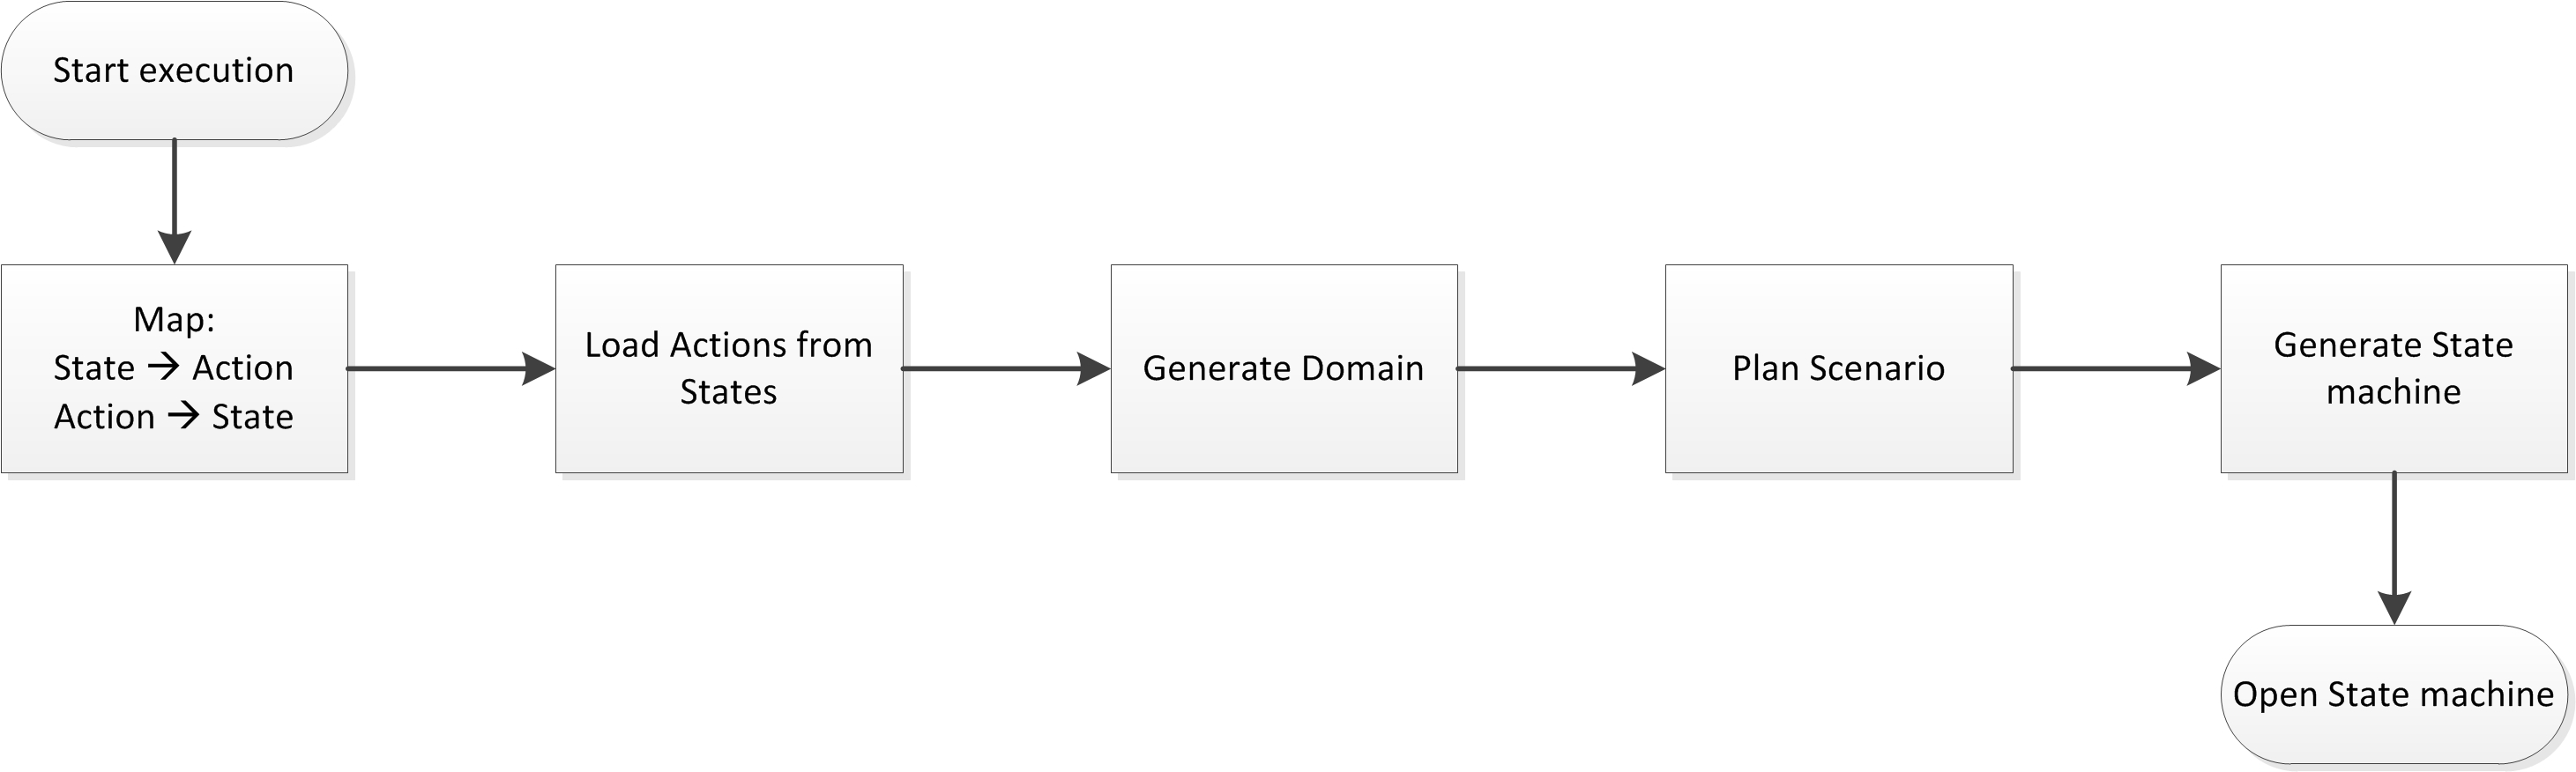 Start execution
Map:
State → Action
Action → State
Load Actions from
States
Generate Domain
Plan Scenario
Generate State
machine
Open State machine